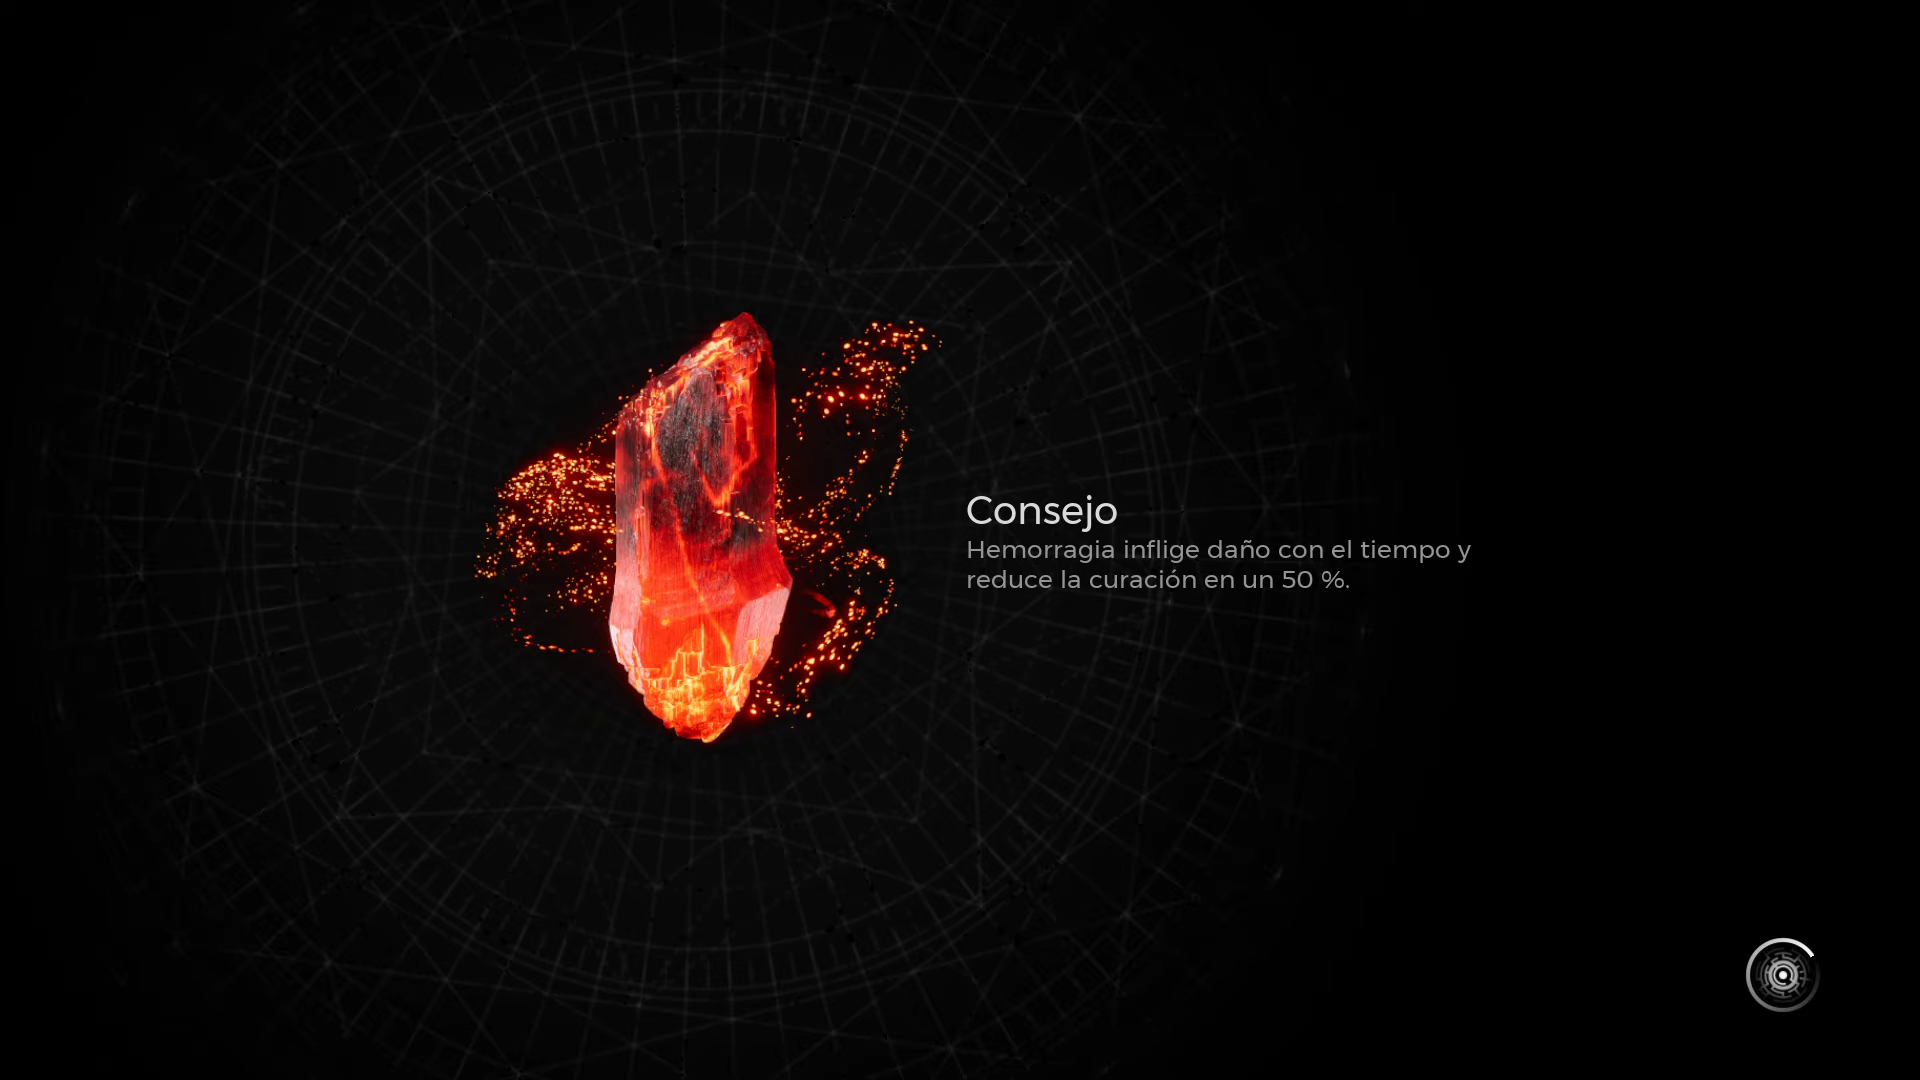 Consejo
Hemorragia inflige daño con el tiempo y
reduce la curación en un 50 %.